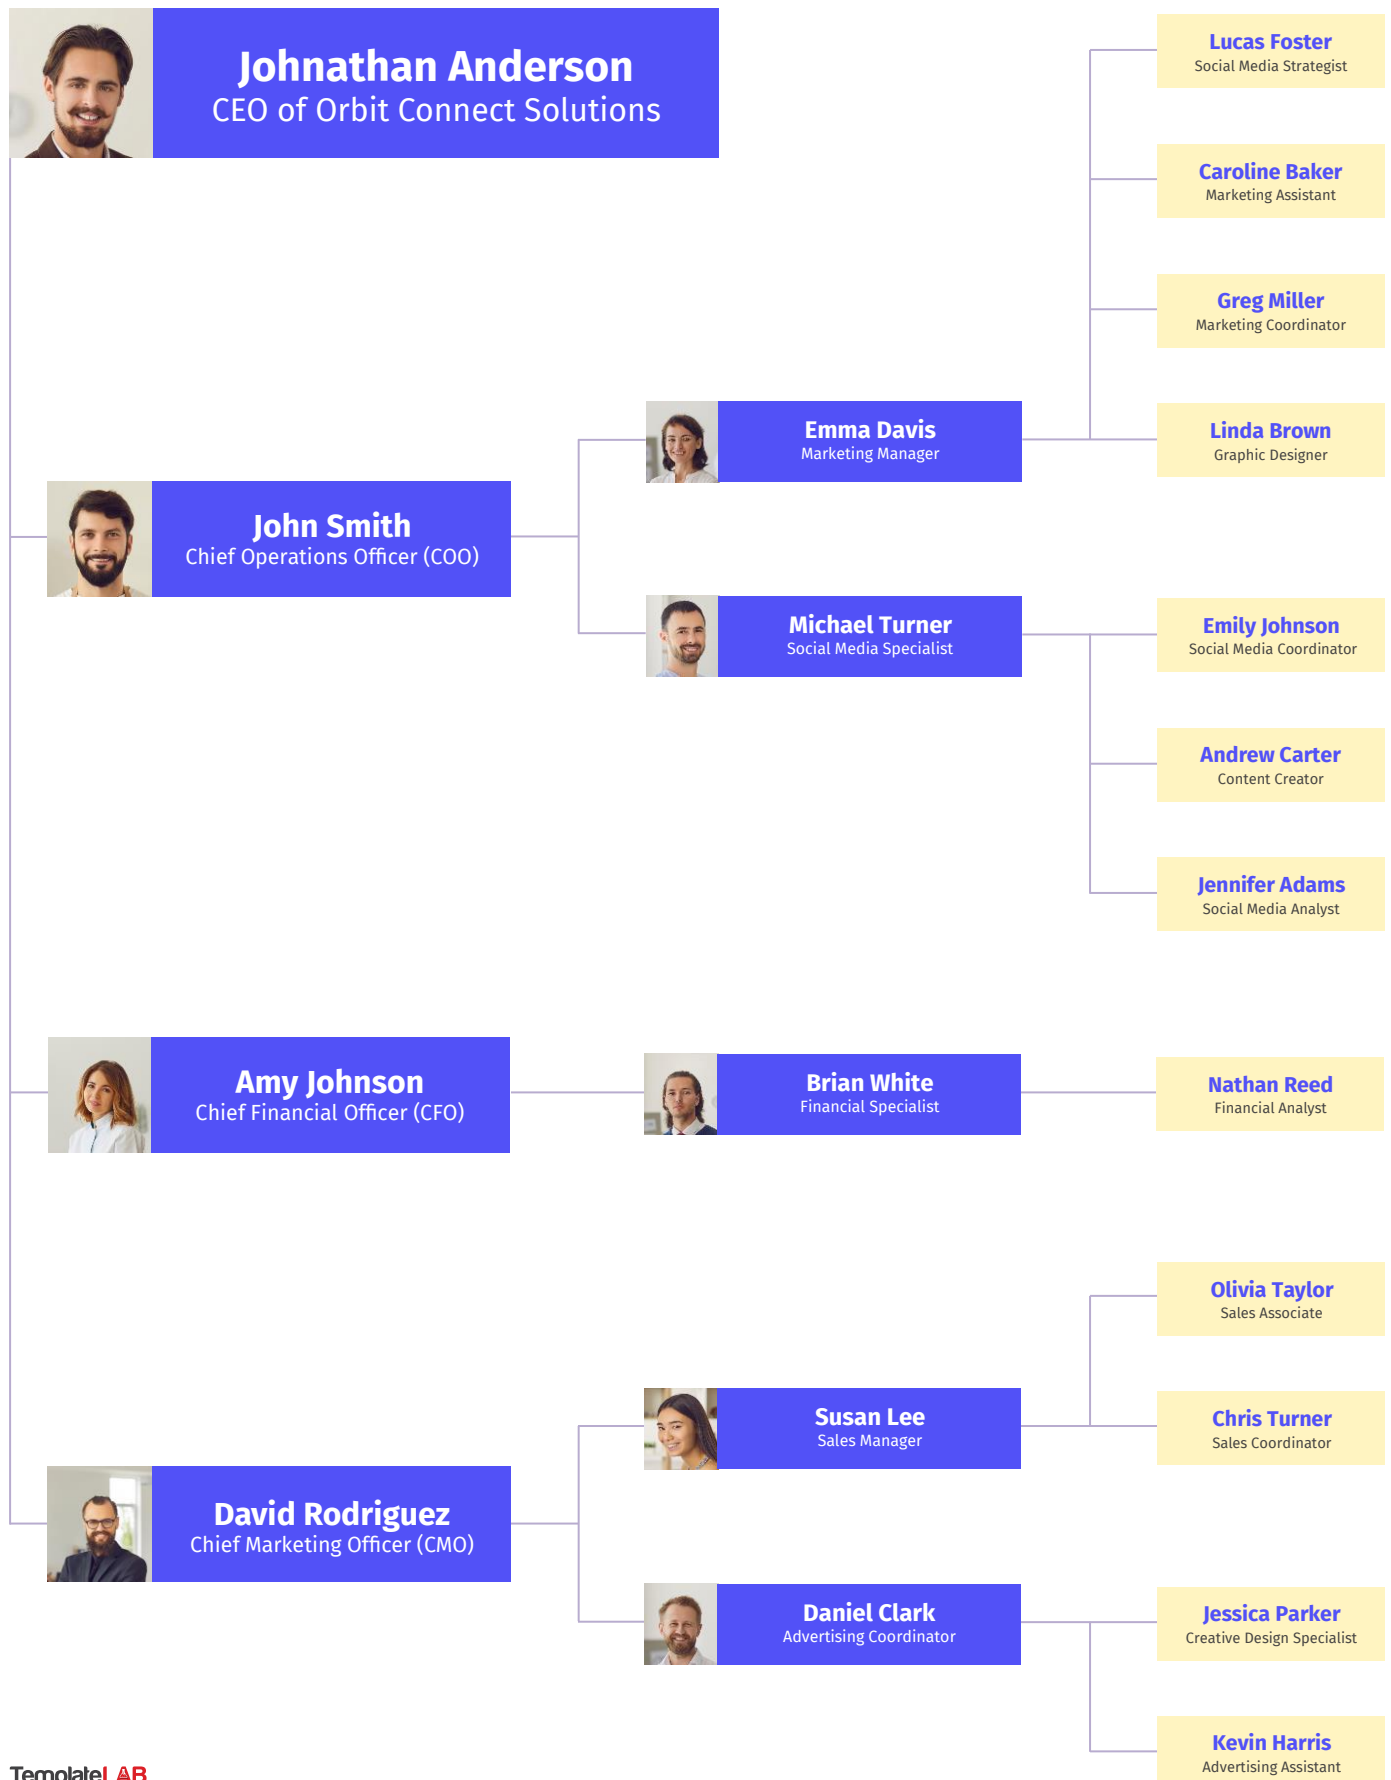 Johnathan Anderson
CEO of Orbit Connect Solutions
Lucas Foster
Social Media Strategist
Caroline Baker
Marketing Assistant
Greg Miller
Marketing Coordinator
Emma Davis
Marketing Manager
Linda Brown
Graphic Designer
John Smith
Chief Operations Officer (COO)
Michael Turner
Social Media Specialist
Emily Johnson
Social Media Coordinator
Andrew Carter
Content Creator
Jennifer Adams
Social Media Analyst
Amy Johnson
Chief Financial Officer (CFO)
Brian White
Financial Specialist
Nathan Reed
Financial Analyst
Olivia Taylor
Sales Associate
Susan Lee
Sales Manager
Chris Turner
Sales Coordinator
David Rodriguez
Chief Marketing Officer (CMO)
Daniel Clark
Advertising Coordinator
Jessica Parker
Creative Design Specialist
Kevin Harris
Advertising Assistant
TemplateLAB